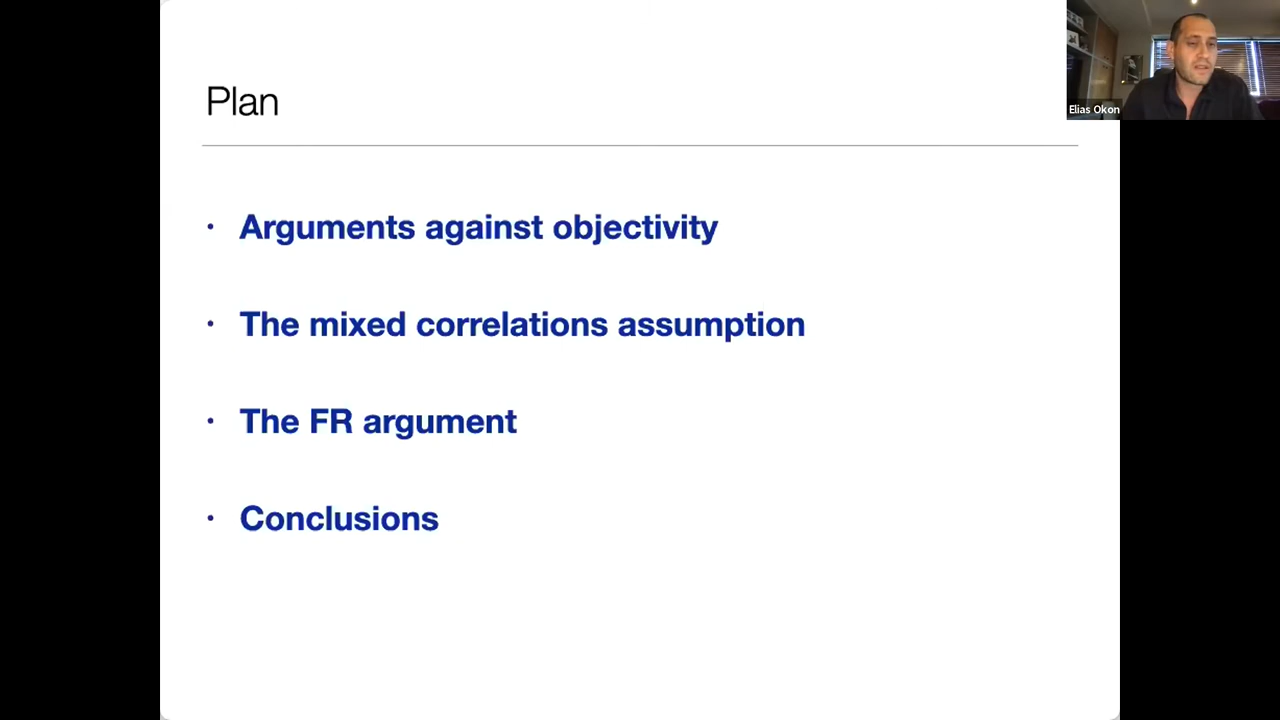 Plan
• Arguments against objectivity
• The mixed correlations assumption
• The FR argument
• Conclusions
Elias Okon